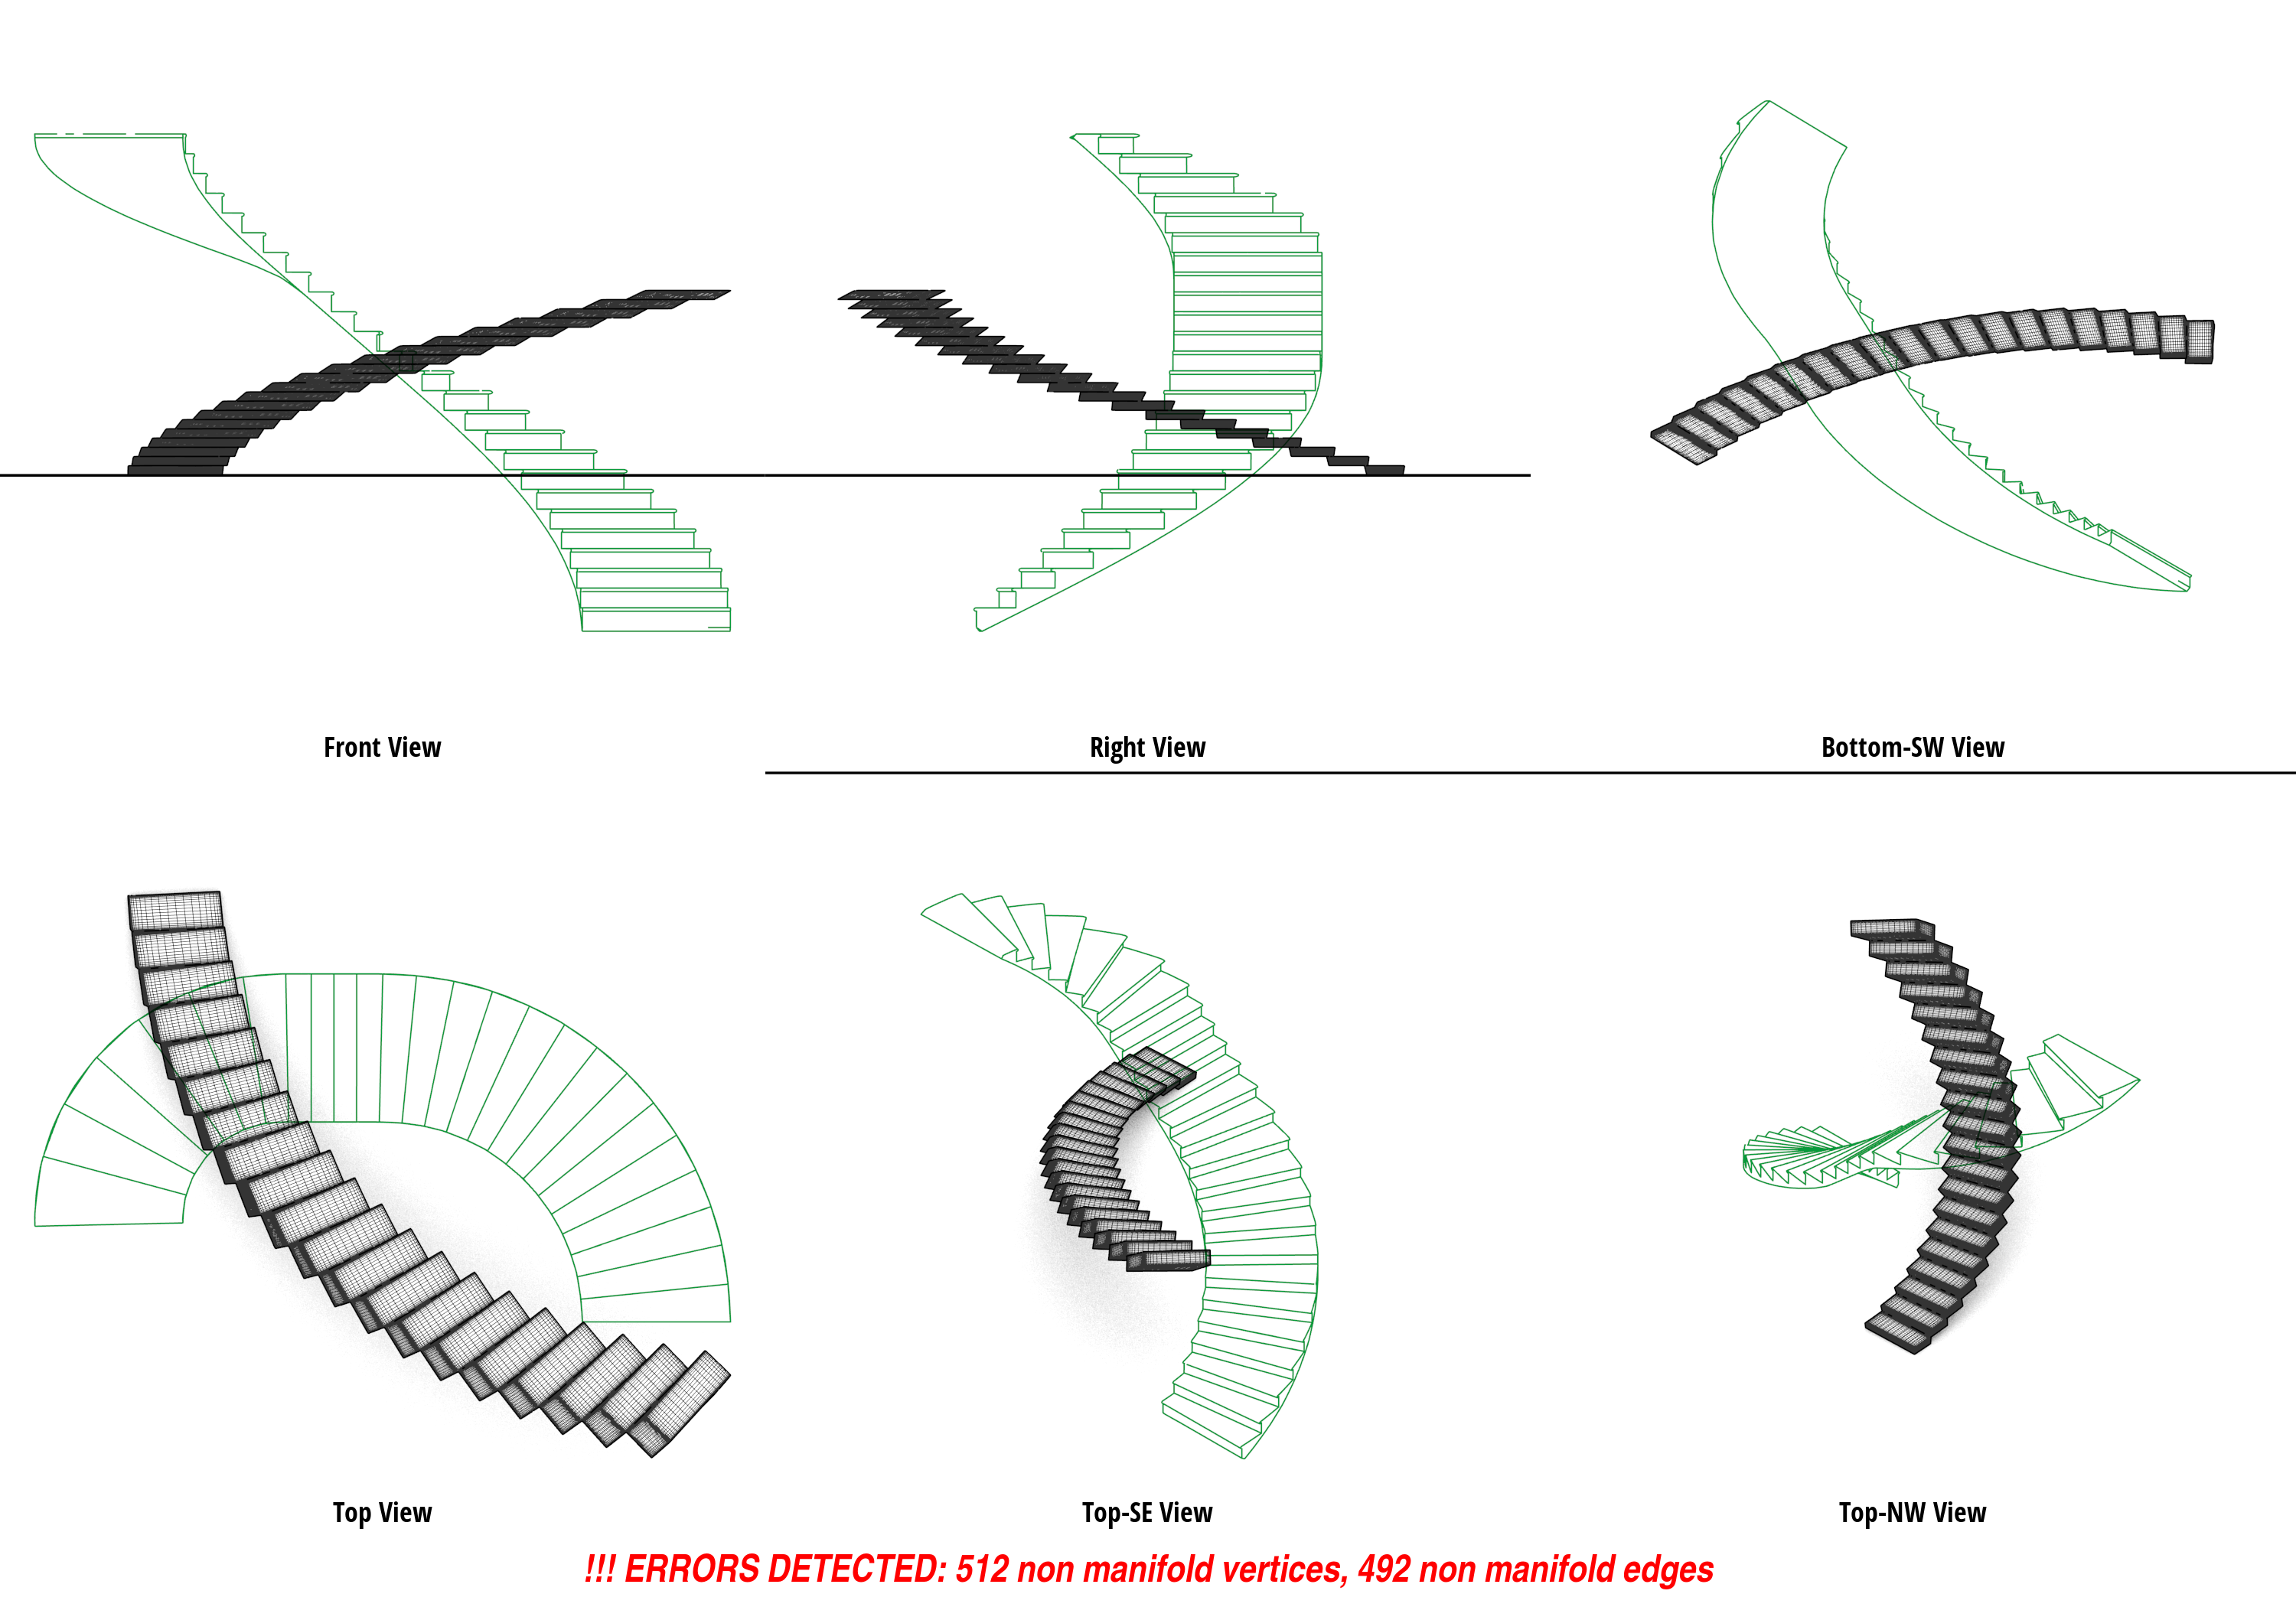 Front View
Right View
Bottom-SW View
Top View
Top-SE View
Top-NW View
!!! ERRORS DETECTED: 512 non manifold vertices, 492 non manifold edges